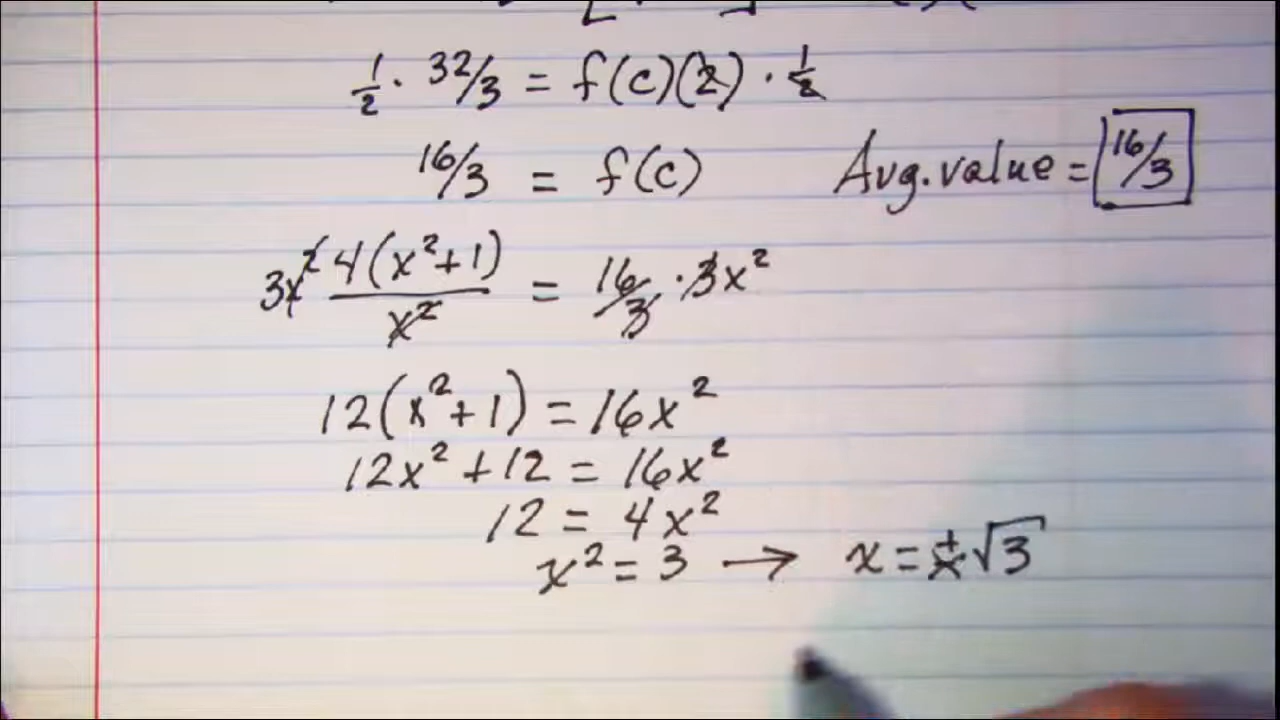 1/2 · 32/3 = f(c)(2) · 1/2
16/3 = f(c) Avg. value = 16/3
3x² 4(x²+1)/x² = 16/3 · 3x²
12(x²+1) = 16x²
12x² + 12 = 16x²
12 = 4x²
x² = 3 → x = ± √3